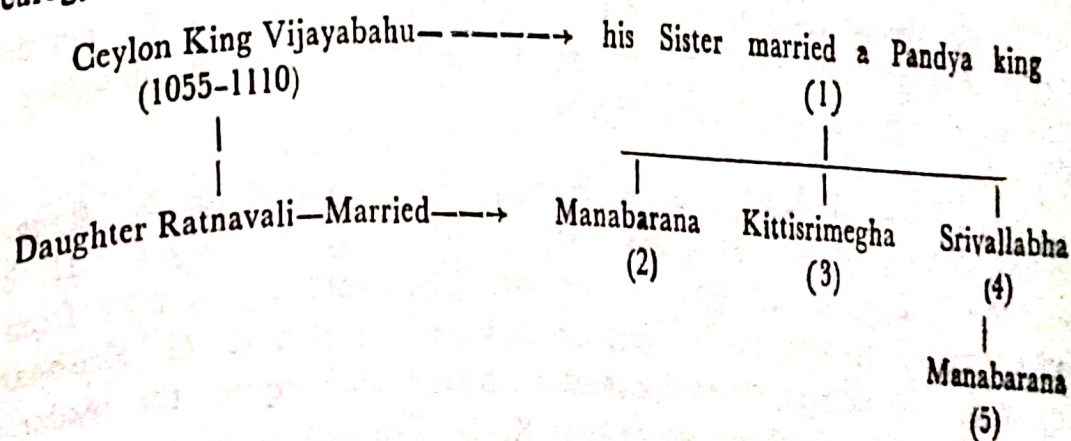 Ceylon King Vijayabahu------→ his Sister married a Pandya king
(1055-1110) (1)
Daughter Ratnavali—Married——→ Manabarana Kittisrimegha Srivallabha
(2) (3) (4)
Manabarana
(5)